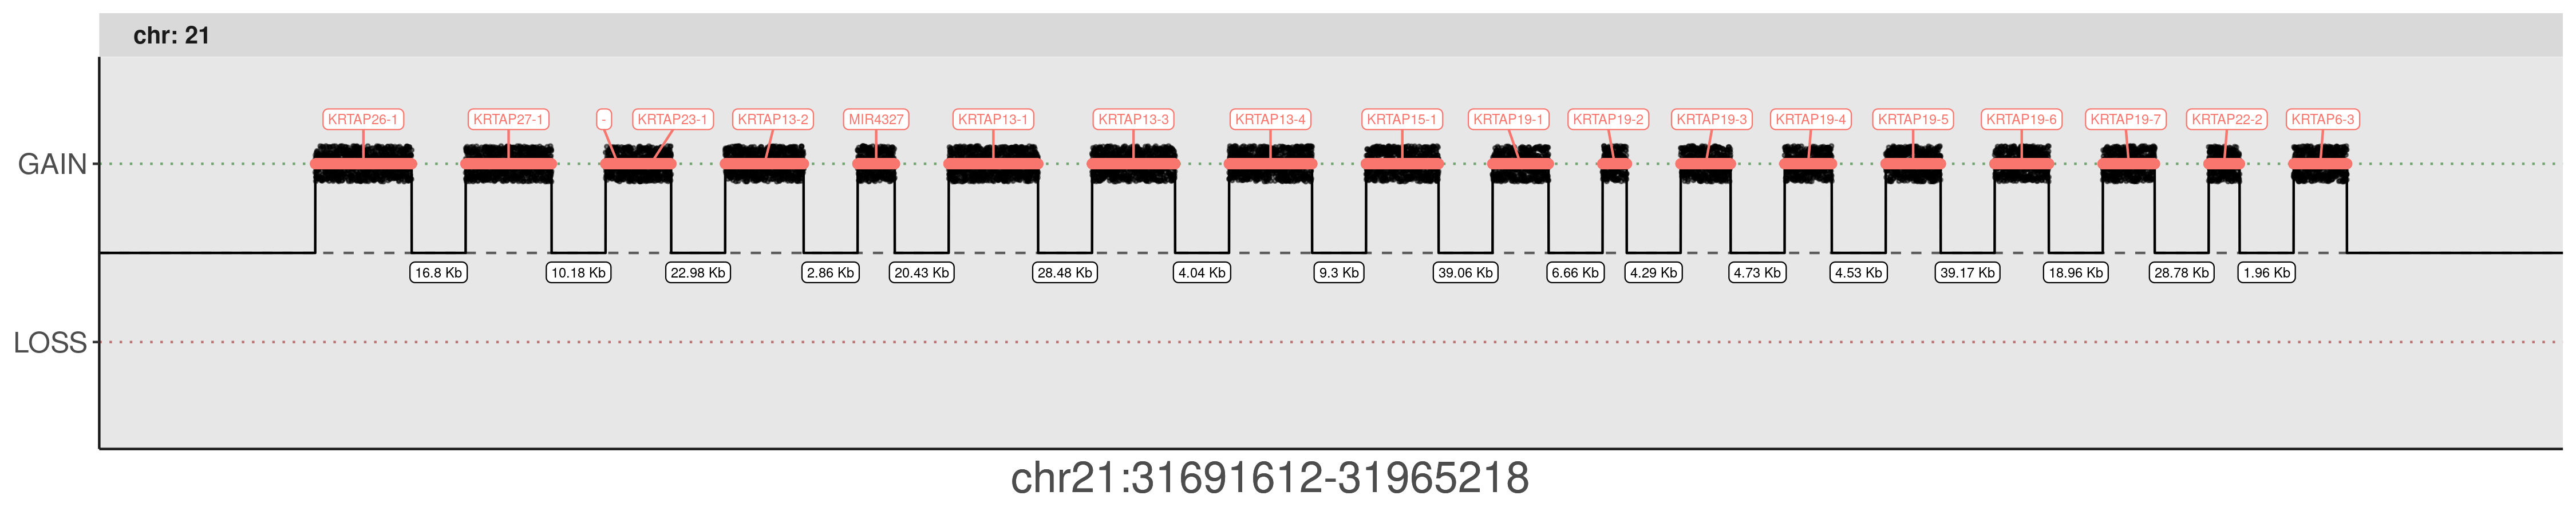 chr: 21
KRTAP26-1 KRTAP27-1 - KRTAP23-1 KRTAP13-2 MIR4327 KRTAP13-1 KRTAP13-3 KRTAP13-4 KRTAP15-1 KRTAP19-1 KRTAP19-2 KRTAP19-3 KRTAP19-4 KRTAP19-5 KRTAP19-6 KRTAP19-7 KRTAP22-2 KRTAP6-3
GAIN
16.8 Kb 10.18 Kb 22.98 Kb 2.86 Kb 20.43 Kb 28.48 Kb 4.04 Kb 9.3 Kb 39.06 Kb 6.66 Kb 4.29 Kb 4.73 Kb 4.53 Kb 39.17 Kb 18.96 Kb 28.78 Kb 1.96 Kb
LOSS
chr21:31691612-31965218